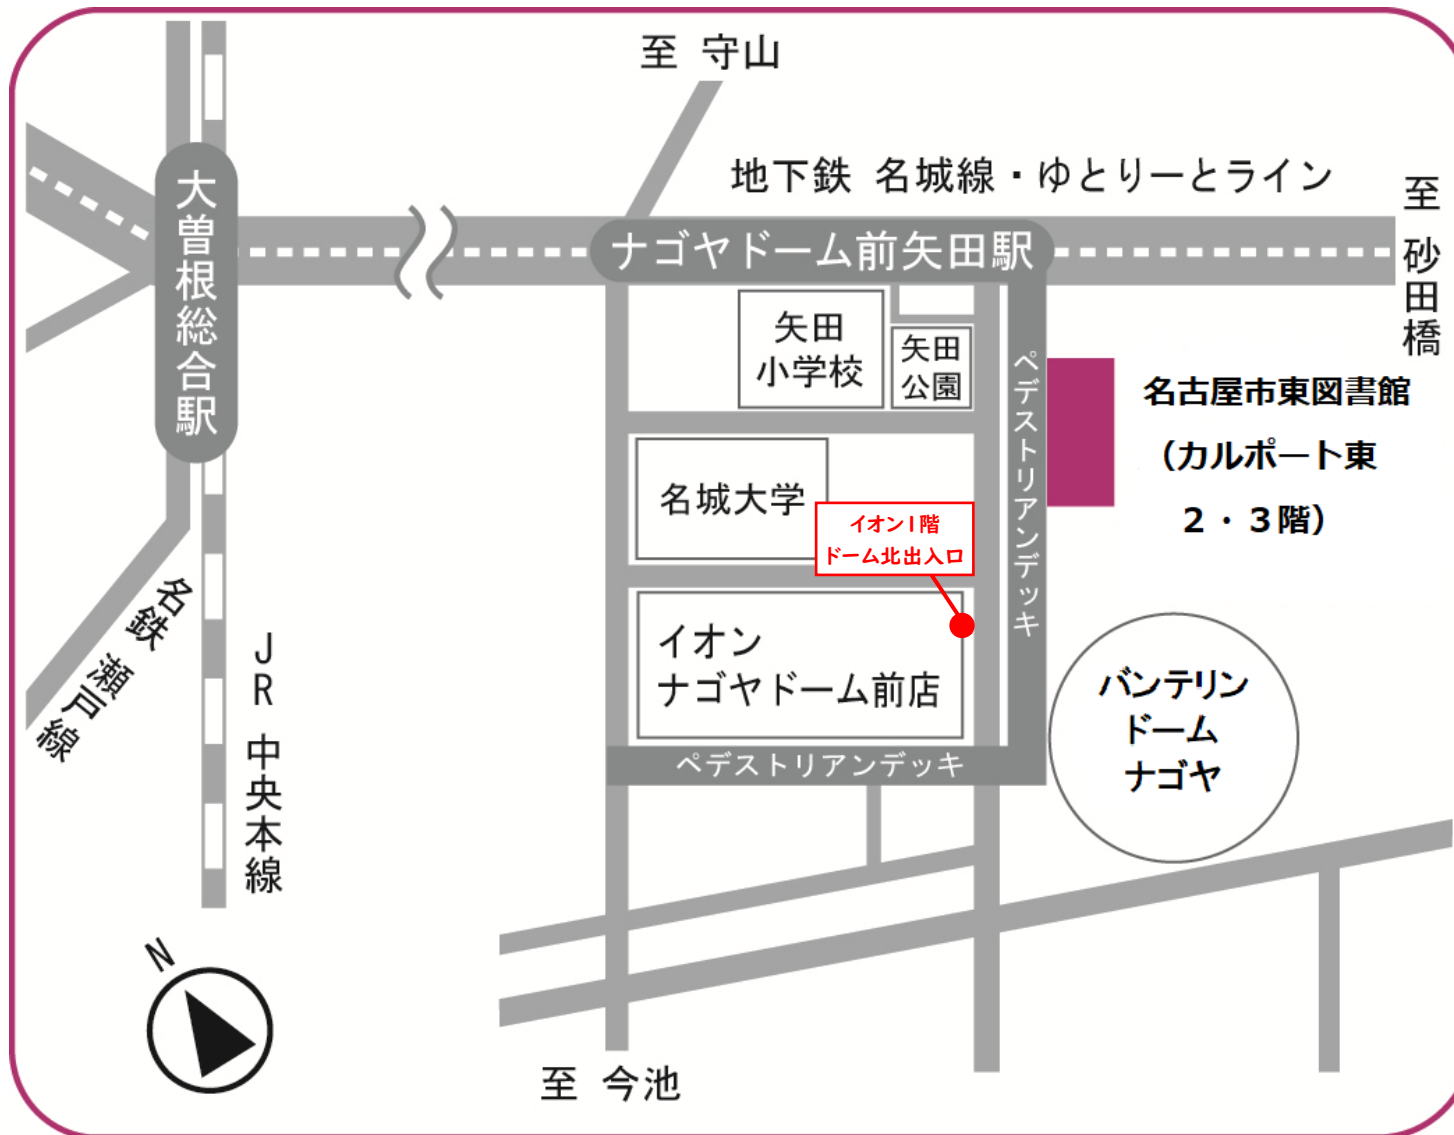 至 守山
地下鉄 名城線・ゆとりーとライン
至 砂田橋
大曽根総合駅
ナゴヤドーム前矢田駅
矢田
小学校
矢田
公園
ペデストリアンデッキ
名古屋市東図書館
（カルポート東
２・３階）
名城大学
イオン1階
ドーム北出入口
イオン
ナゴヤドーム前店
バンテリン
ドーム
ナゴヤ
ペデストリアンデッキ
名鉄 瀬戸線
JR 中央本線
N
至 今池